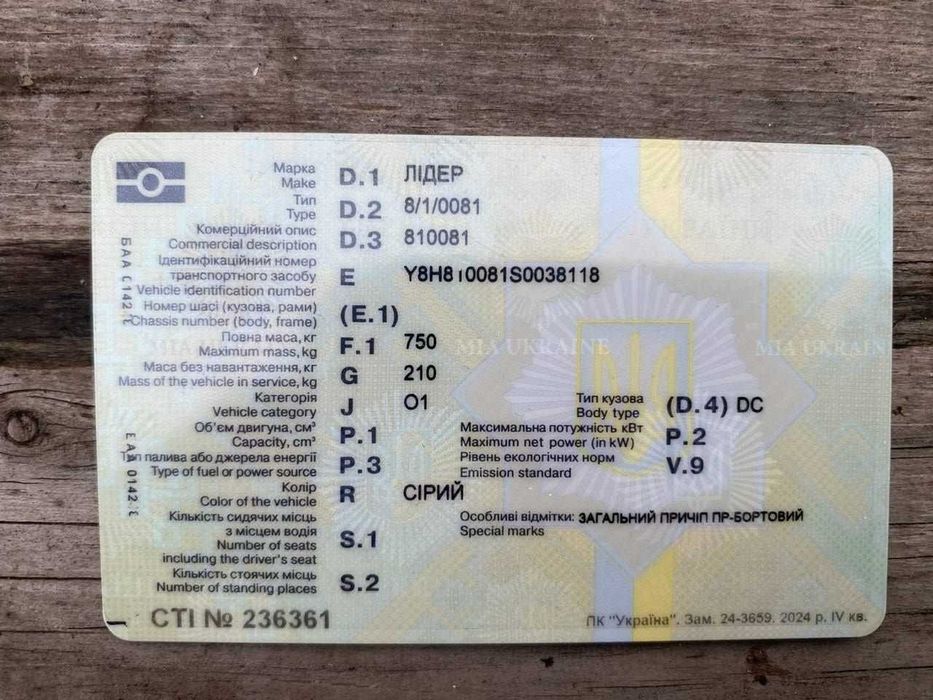 Марка D.1 ЛІДЕР
Make
Тип D.2 8/1/0081
Type
Комерційний опис D.3 810081
Commercial description
Ідентифікаційний номер
транспортного засобу E Y8H810081S0038118
Vehicle identification number
Номер шасі (кузова, рами) (E.1)
Chassis number (body, frame)
Повна маса, кг F.1 750
Maximum mass, kg
Маса без навантаження, кг G 210
Mass of the vehicle in service, kg
Категорія J O1 Тип кузова (D.4) DC
Vehicle category Body type
Об'єм двигуна, см³ P.1 Максимальна потужність кВт P.2
Capacity, cm³ Maximum net power (in kW)
Тип палива або джерела енергії P.3 Рівень екологічних норм V.9
Type of fuel or power source Emission standard
Колір R СІРИЙ
Color of the vehicle
Кількість сидячих місць Особливі відмітки: ЗАГАЛЬНИЙ ПРИЧІП ПР-БОРТОВИЙ
з місцем водія S.1 Special marks
Number of seats
including the driver's seat
Кількість стоячих місць S.2
Number of standing places
СТІ № 236361
ПК "Україна". Зам. 24-3659. 2024 р. IV кв.
MIA UKRAINE
MIA UKRAIN